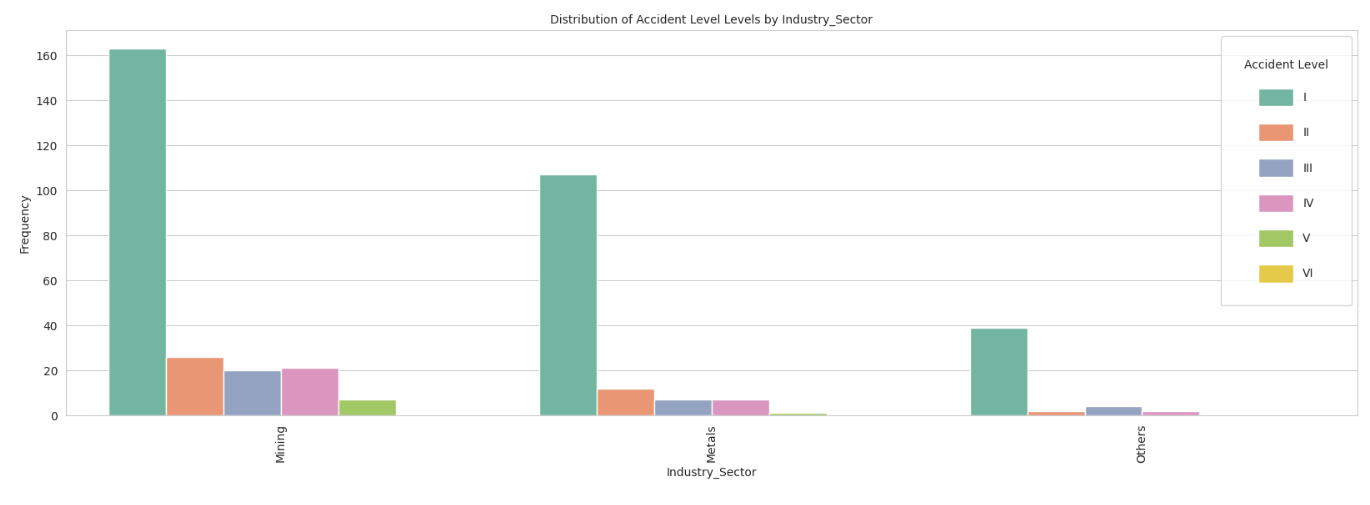 Distribution of Accident Level Levels by Industry_Sector
Accident Level
I
II
III
IV
V
VI
Frequency
160
140
120
100
80
60
40
20
0
Mining
Metals
Others
Industry_Sector